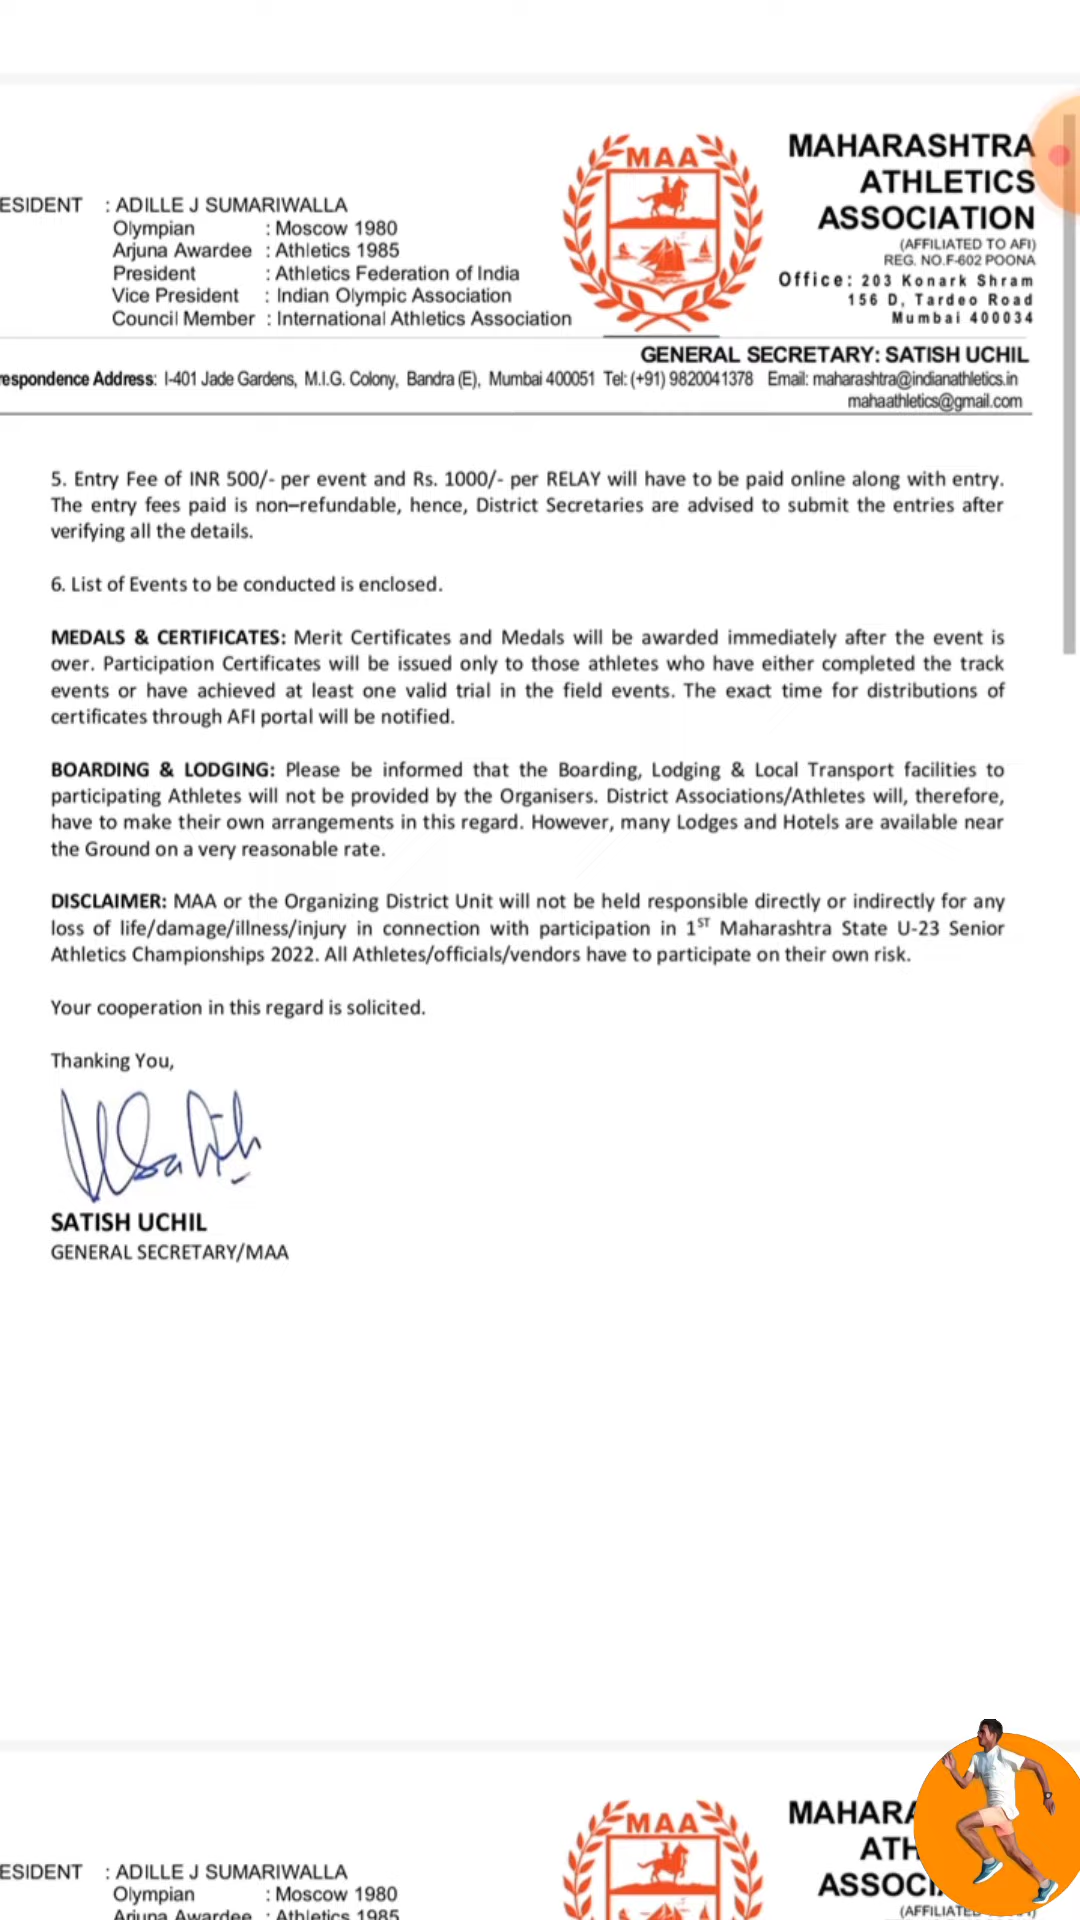 MAA
MAHARASHTRA
ATHLETICS
ASSOCIATION
(AFFILIATED TO AFI)
REG. NO.F-602 POONA
Office: 203 Konark Shram
156 D, Tardeo Road
Mumbai 400034
ESIDENT : ADILLE J SUMARIWALLA
Olympian : Moscow 1980
Arjuna Awardee : Athletics 1985
President : Athletics Federation of India
Vice President : Indian Olympic Association
Council Member : International Athletics Association
GENERAL SECRETARY: SATISH UCHIL
respondence Address: I-401 Jade Gardens, M.I.G. Colony, Bandra (E), Mumbai 400051 Tel: (+91) 9820041378 Email: maharashtra@indianathletics.in
mahaathletics@gmail.com
5. Entry Fee of INR 500/- per event and Rs. 1000/- per RELAY will have to be paid online along with entry.
The entry fees paid is non–refundable, hence, District Secretaries are advised to submit the entries after
verifying all the details.
6. List of Events to be conducted is enclosed.
MEDALS & CERTIFICATES: Merit Certificates and Medals will be awarded immediately after the event is
over. Participation Certificates will be issued only to those athletes who have either completed the track
events or have achieved at least one valid trial in the field events. The exact time for distributions of
certificates through AFI portal will be notified.
BOARDING & LODGING: Please be informed that the Boarding, Lodging & Local Transport facilities to
participating Athletes will not be provided by the Organisers. District Associations/Athletes will, therefore,
have to make their own arrangements in this regard. However, many Lodges and Hotels are available near
the Ground on a very reasonable rate.
DISCLAIMER: MAA or the Organizing District Unit will not be held responsible directly or indirectly for any
loss of life/damage/illness/injury in connection with participation in 1ST Maharashtra State U-23 Senior
Athletics Championships 2022. All Athletes/officials/vendors have to participate on their own risk.
Your cooperation in this regard is solicited.
Thanking You,
SATISH UCHIL
GENERAL SECRETARY/MAA
MAA
MAHARA
ATH
ASSOCI
(AFFILIATED
ESIDENT : ADILLE J SUMARIWALLA
Olympian : Moscow 1980
Arjuna Awardee : Athletics 1985